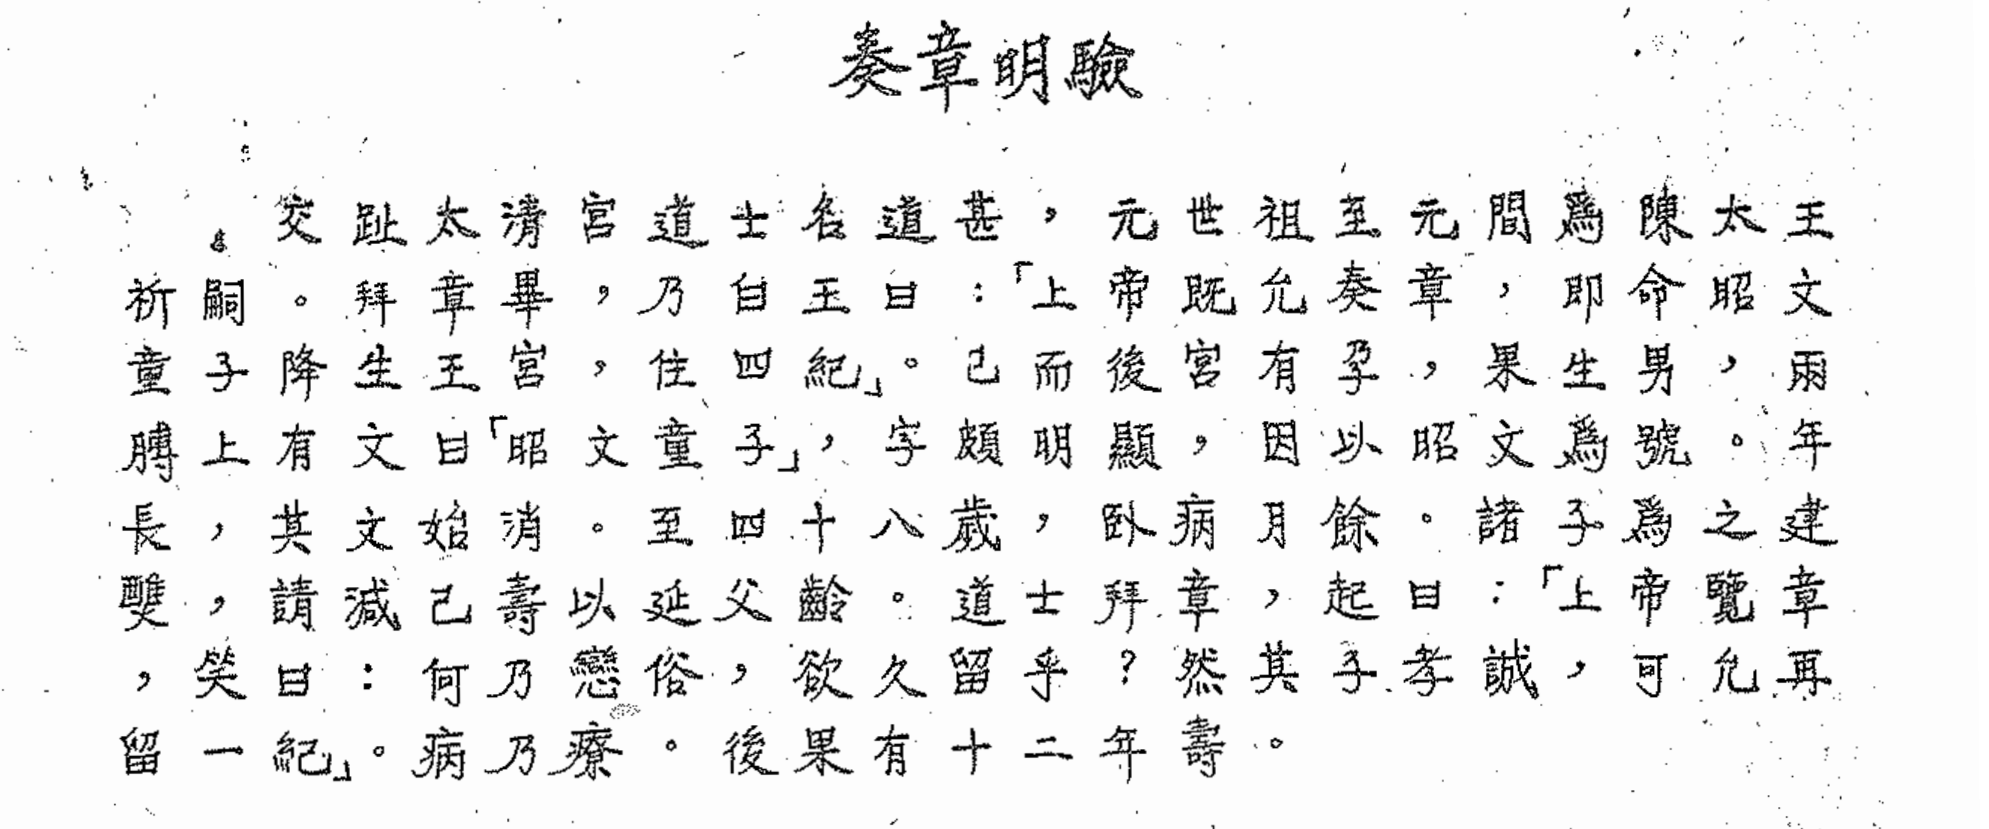 奏章明驗
交趾太清宮道士名道甚，元世祖至元間爲陳太王
祈嗣。拜章畢，乃白王曰：「上帝既允奏章，即命昭文
童子降生王宮，住四紀」。已而後宮有孕，果生男，兩
膊上有文曰「昭文童子」，字頗明顯，因以昭文爲號。年
長，其文始消。至四十八歲，臥病月餘。諸子爲之建
醮，請減己壽以延父齡。道士拜章，起曰：「上帝覽章
，笑曰：何乃戀俗，欲久留乎？然其子孝誠，可允再
留一紀」。病乃療。後果有十二年壽。